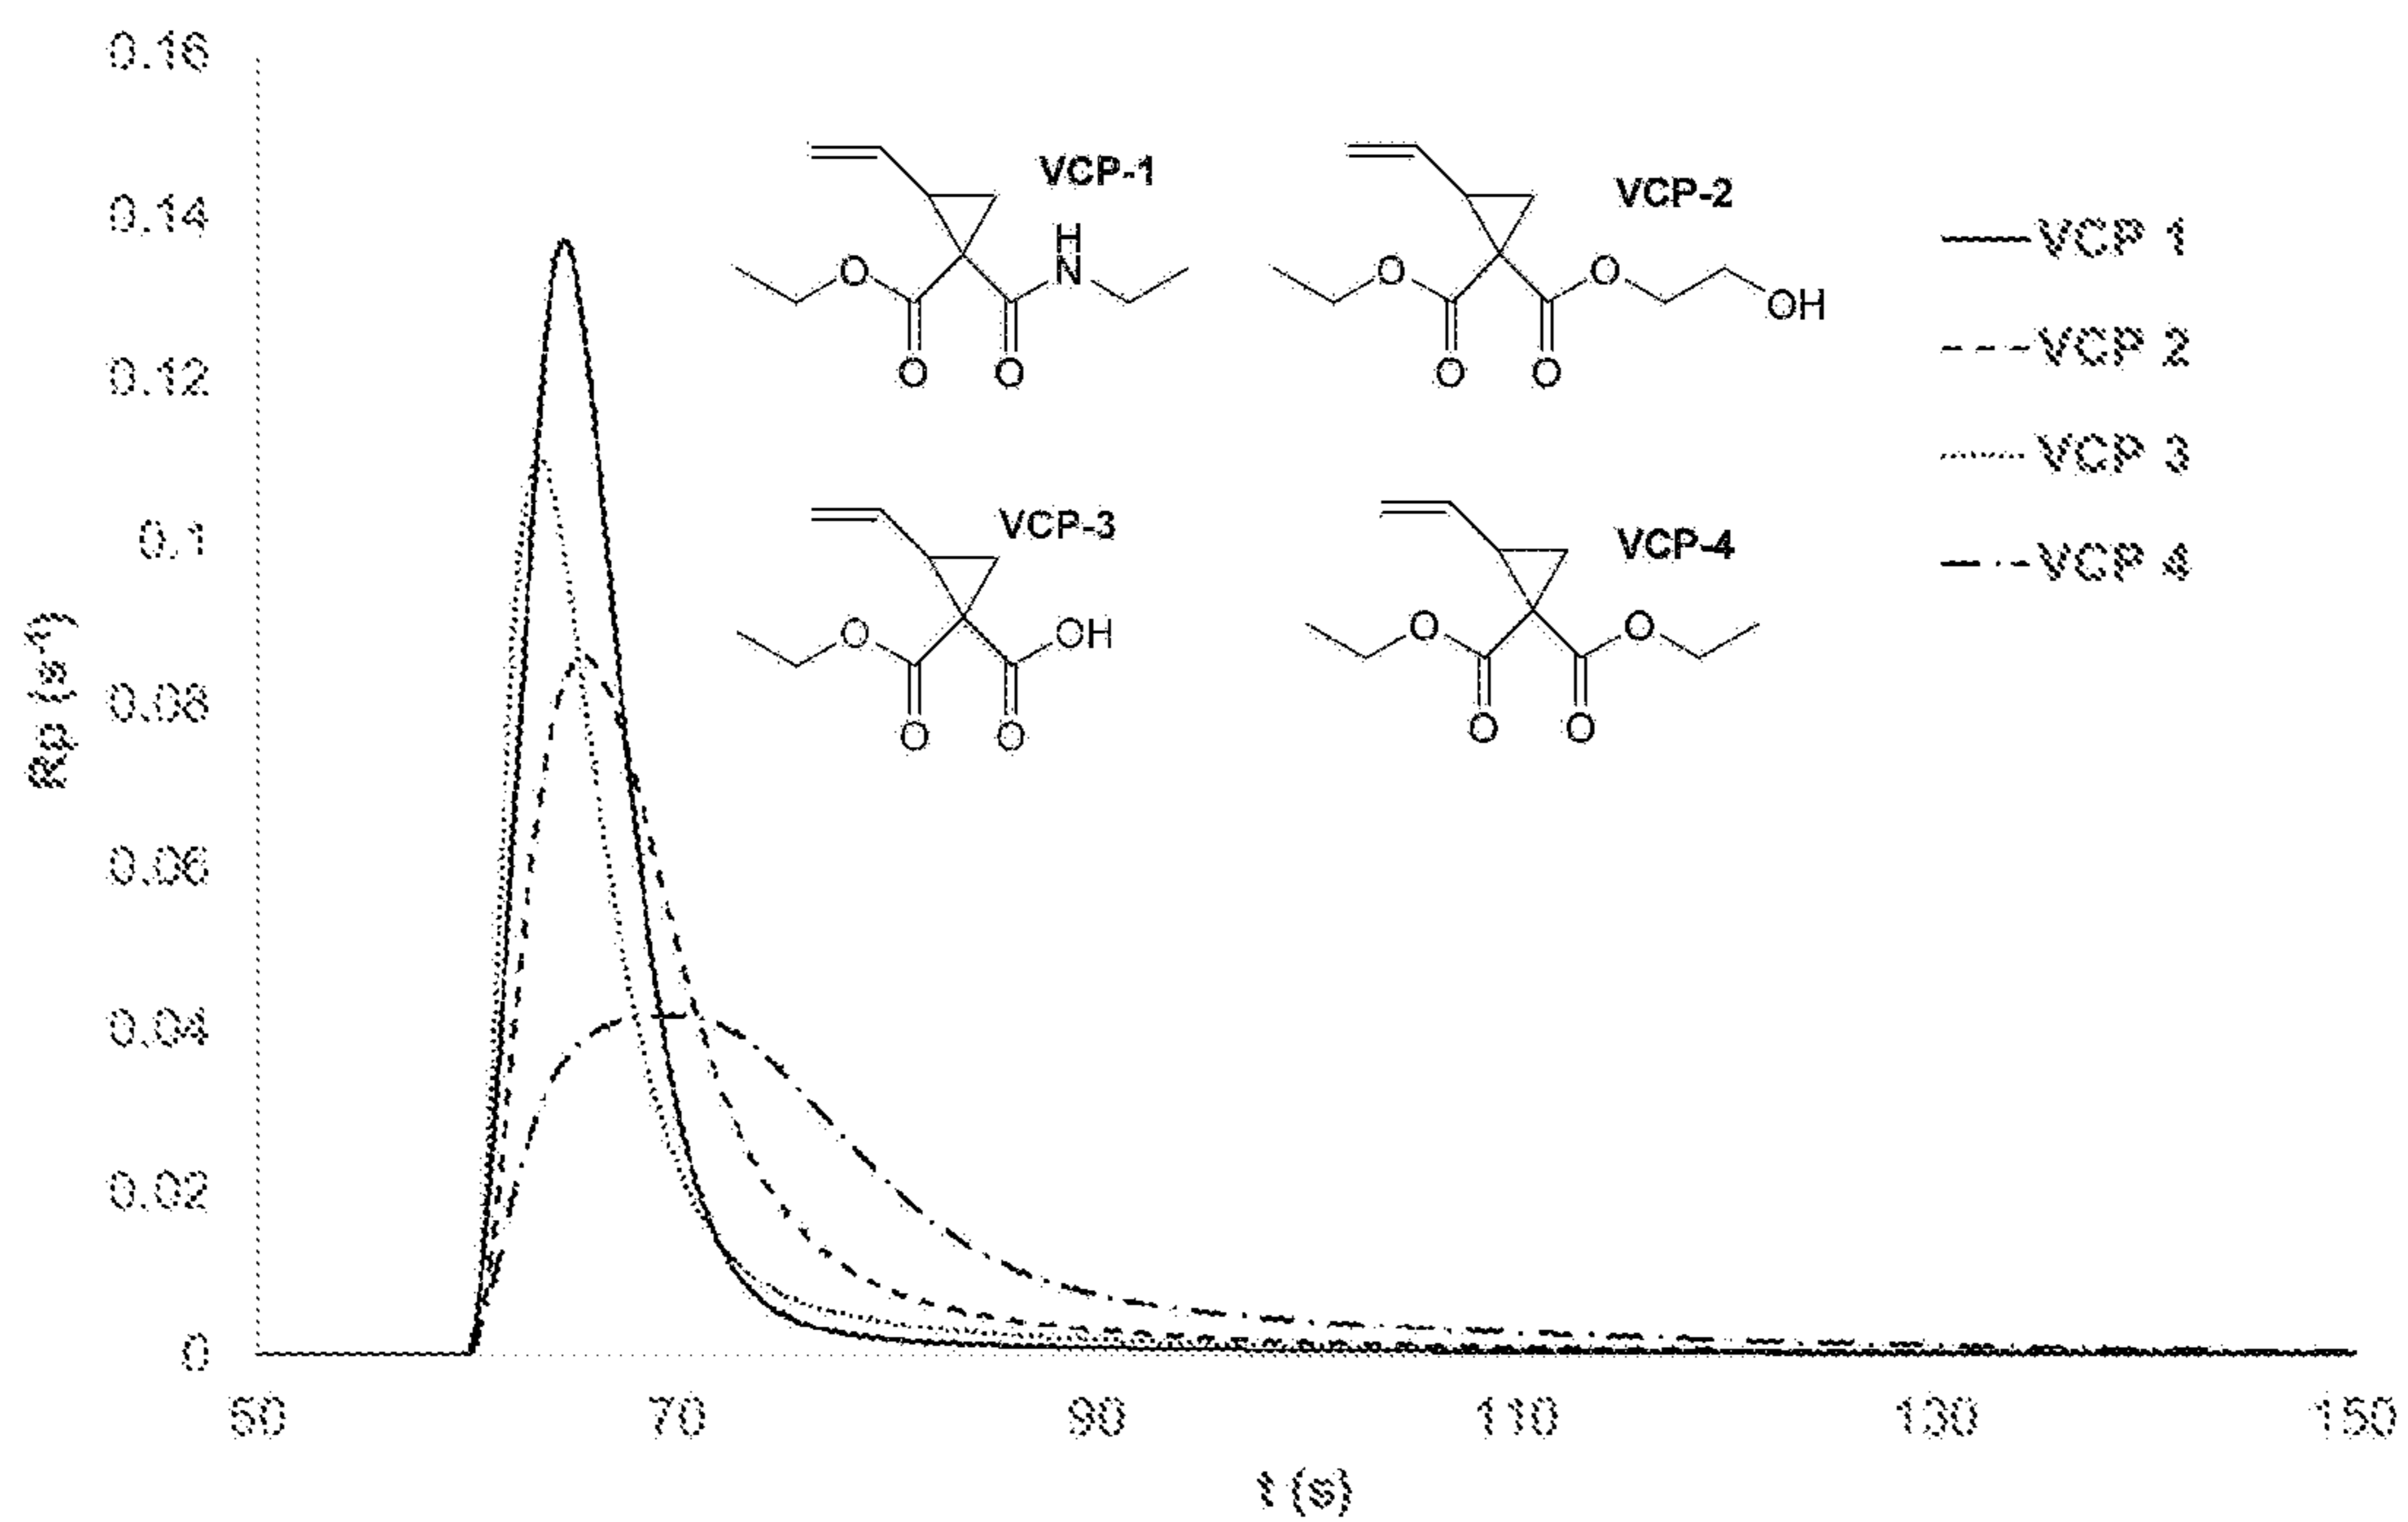 0.16
0.14
0.12
0.1
0.08
0.06
0.04
0.02
0
Rp (s-1)
50
70
90
110
130
150
t (s)
VCP-1
O
H
N
O
O
VCP-2
O
O
OH
O
O
VCP-3
O
OH
O
O
VCP-4
O
O
O
O
VCP 1
VCP 2
VCP 3
VCP 4